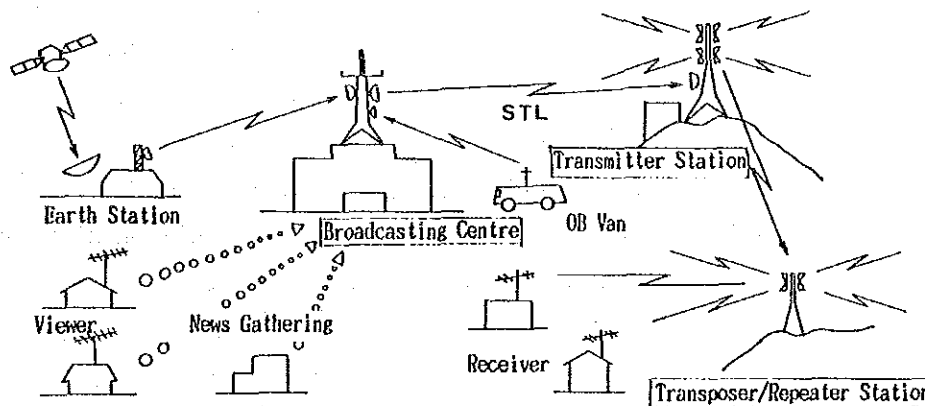 STL
Transmitter Station
Earth Station
Broadcasting Centre
OB Van
Viewer
News Gathering
Receiver
Transposer/Repeater Station